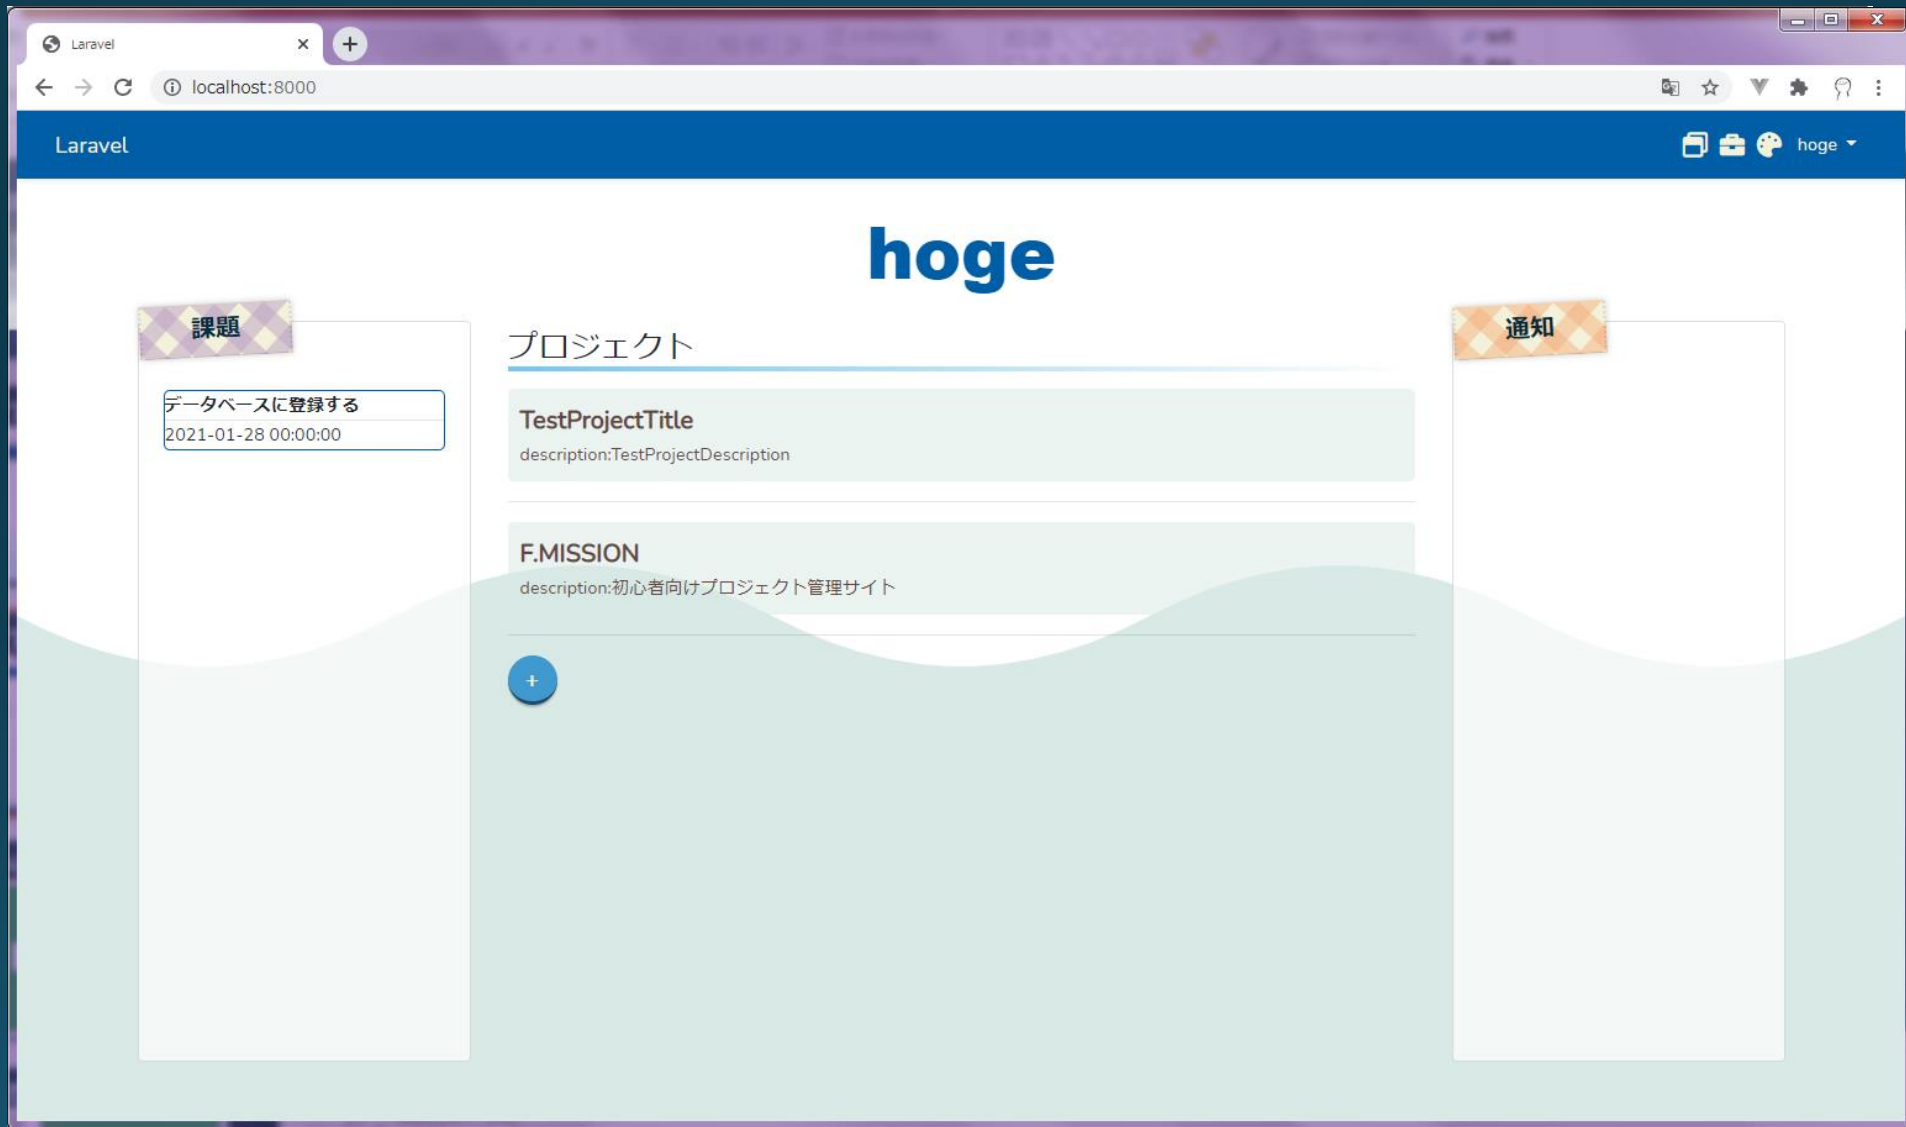 Laravel
localhost:8000
Laravel
hoge
hoge
課題
データベースに登録する
2021-01-28 00:00:00
プロジェクト
TestProjectTitle
description:TestProjectDescription
F.MISSION
description:初心者向けプロジェクト管理サイト
+
通知